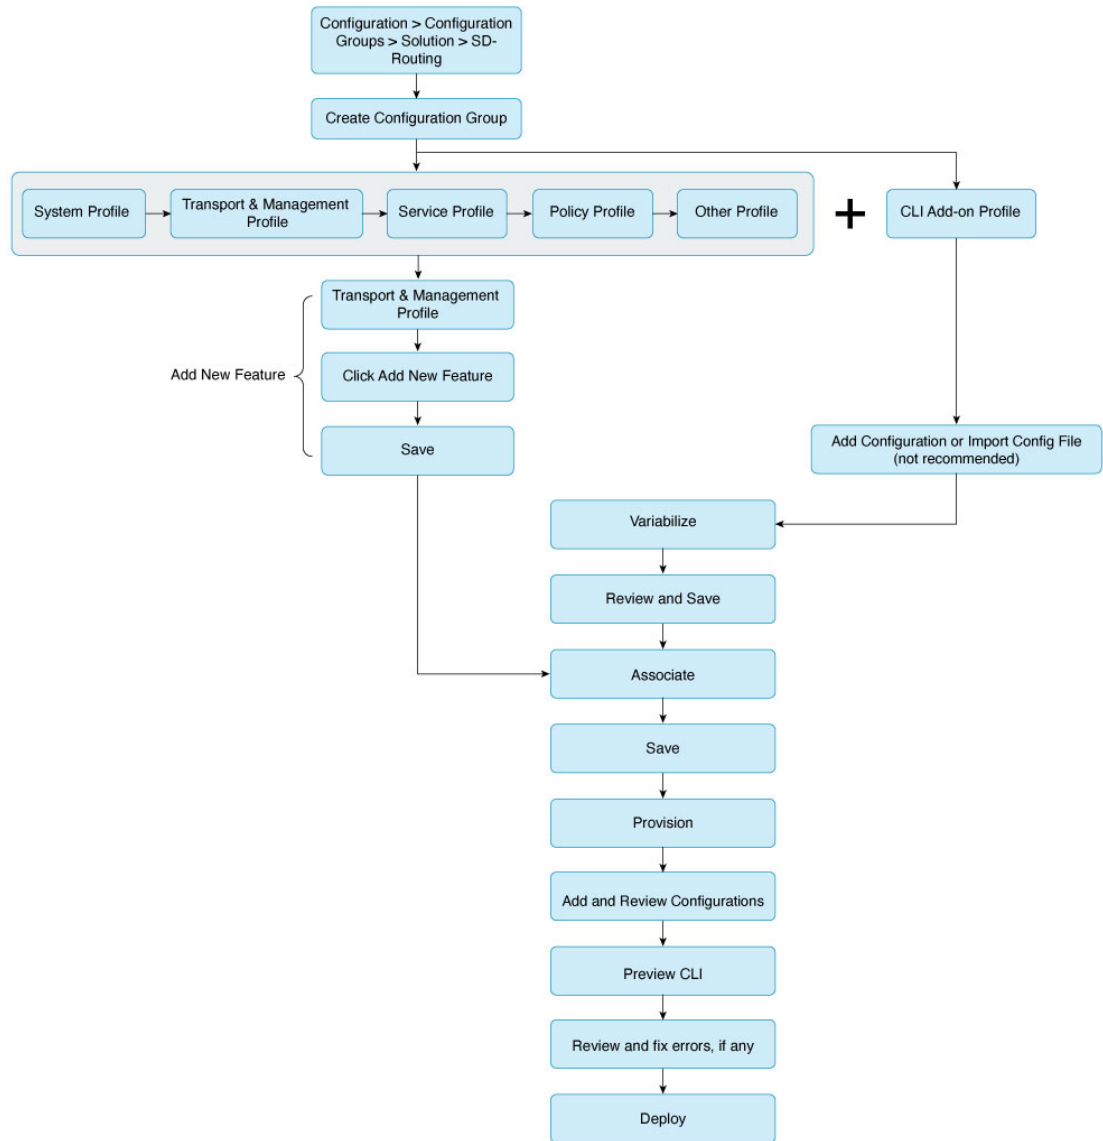 Configuration > Configuration
Groups > Solution > SD-
Routing
Create Configuration Group
System Profile
Transport & Management
Profile
Service Profile
Policy Profile
Other Profile
+
CLI Add-on Profile
Transport & Management
Profile
Add New Feature
Click Add New Feature
Save
Add Configuration or Import Config File
(not recommended)
Variabilize
Review and Save
Associate
Save
Provision
Add and Review Configurations
Preview CLI
Review and fix errors, if any
Deploy